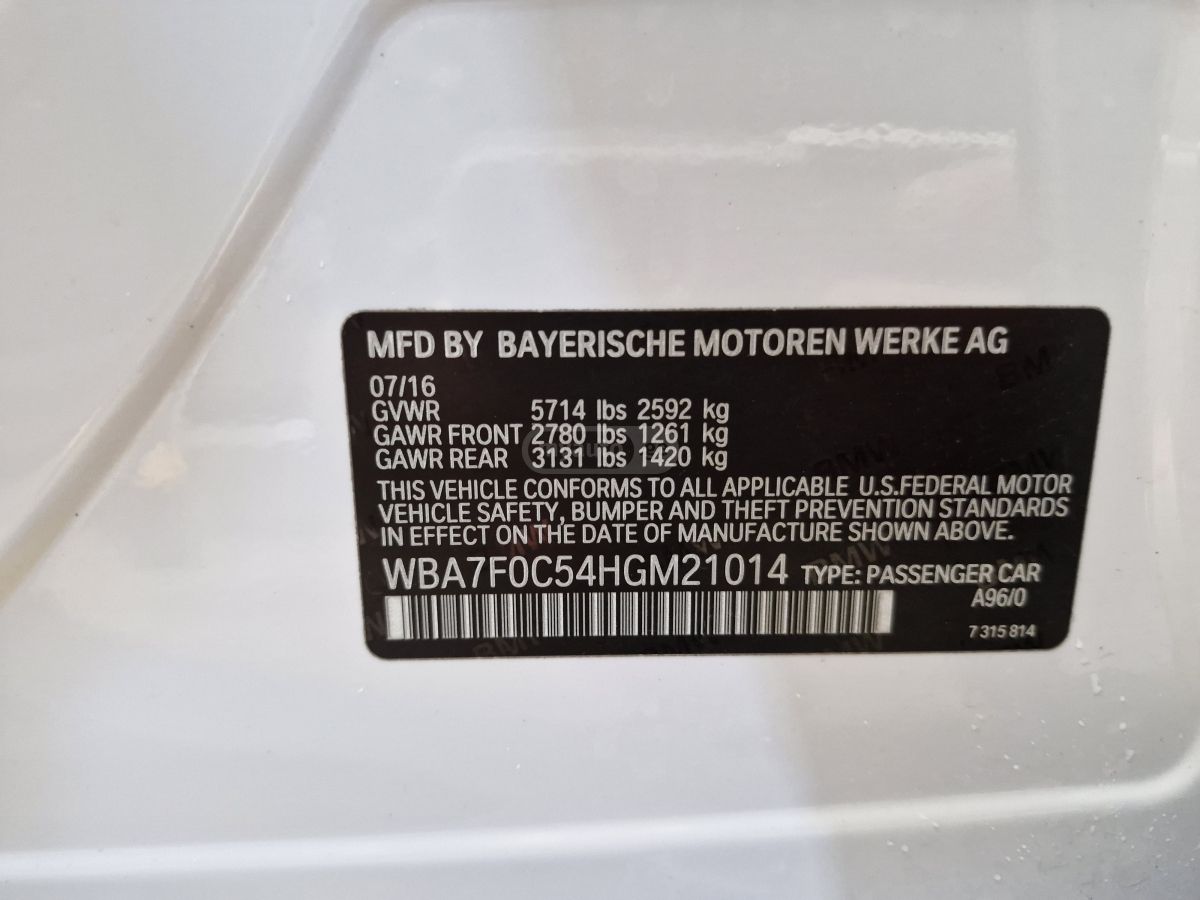 MFD BY BAYERISCHE MOTOREN WERKE AG
07/16
GVWR 5714 lbs 2592 kg
GAWR FRONT 2780 lbs 1261 kg
GAWR REAR 3131 lbs 1420 kg
THIS VEHICLE CONFORMS TO ALL APPLICABLE U.S.FEDERAL MOTOR
VEHICLE SAFETY, BUMPER AND THEFT PREVENTION STANDARDS
IN EFFECT ON THE DATE OF MANUFACTURE SHOWN ABOVE.
WBA7F0C54HGM21014 TYPE: PASSENGER CAR
A96/0
7 315 814